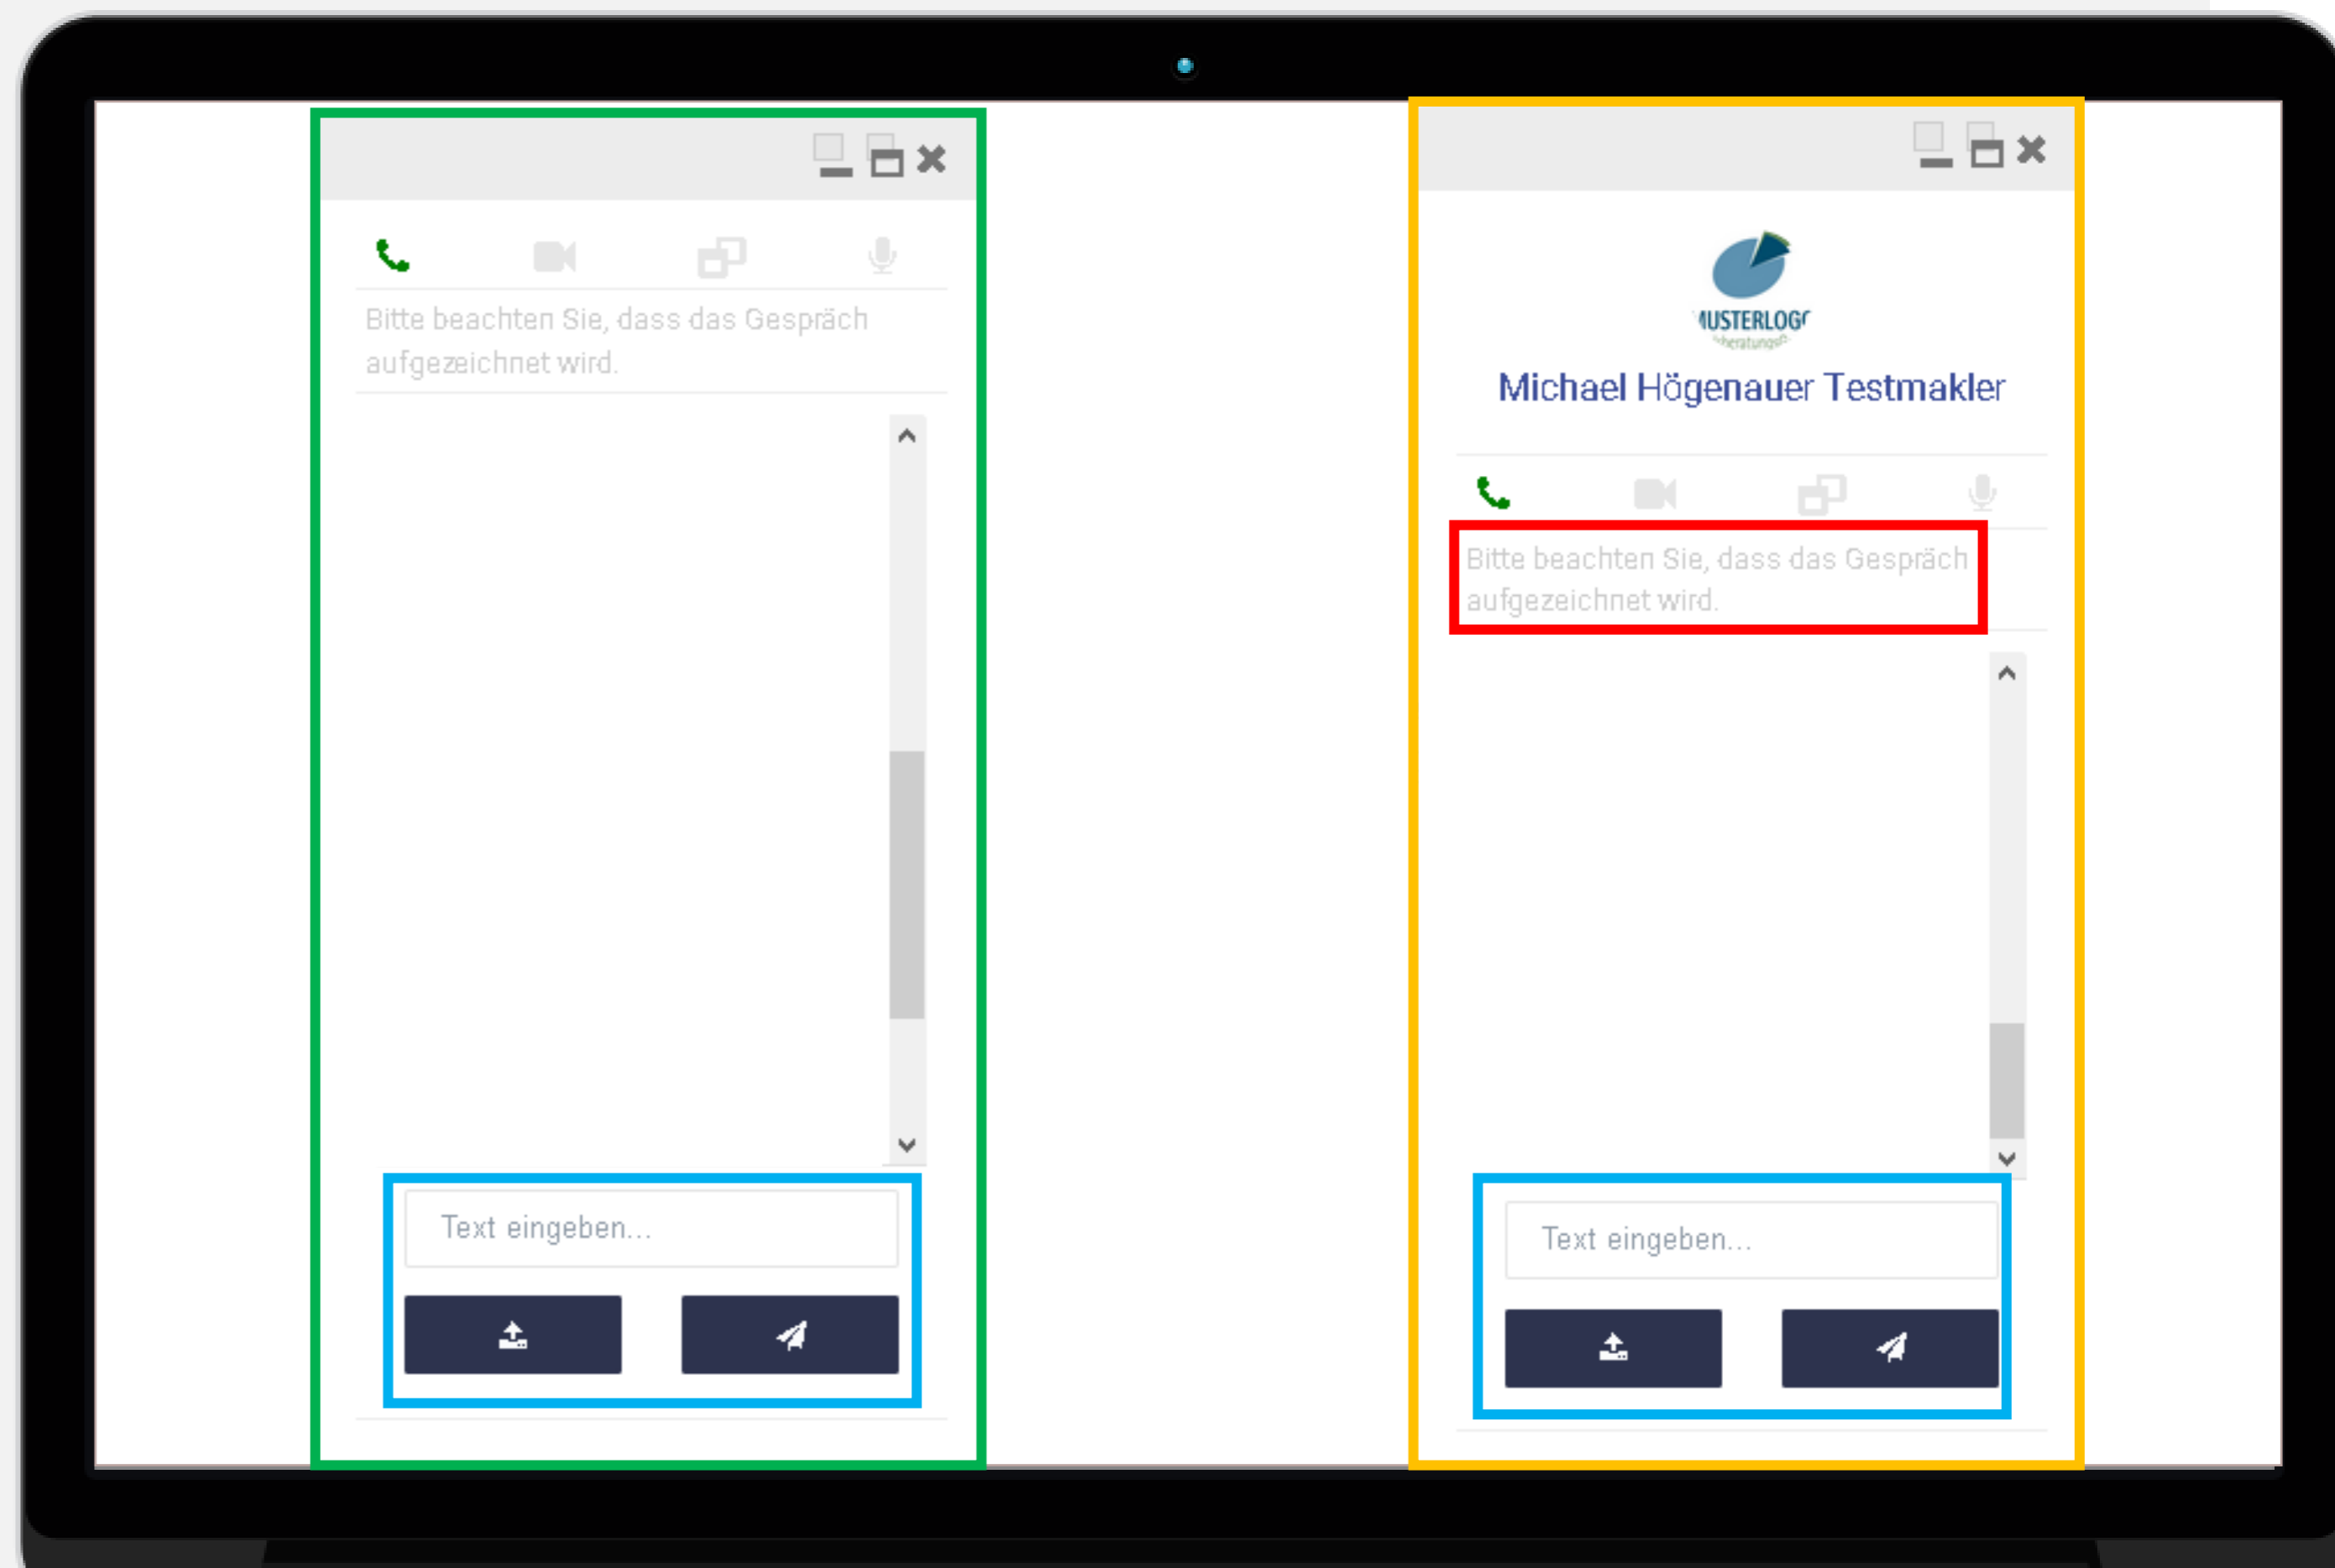 Bitte beachten Sie, dass das Gespräch
aufgezeichnet wird.
Text eingeben...
MUSTERLOGO
Michael Högenauer Testmakler
Bitte beachten Sie, dass das Gespräch
aufgezeichnet wird.
Text eingeben...